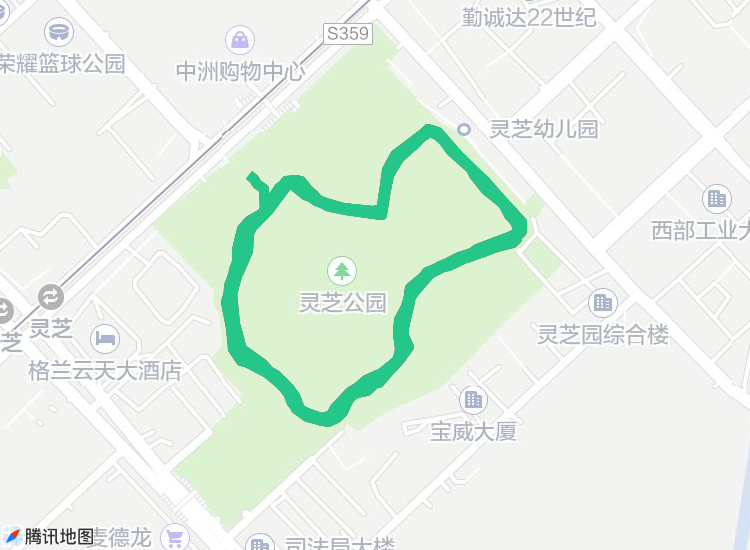 勤诚达22世纪
S359
荣耀篮球公园
中洲购物中心
灵芝幼儿园
西部工业大
灵芝公园
灵芝
芝
灵芝园综合楼
格兰云天大酒店
宝威大厦
腾讯地图
麦德龙
司法局大楼